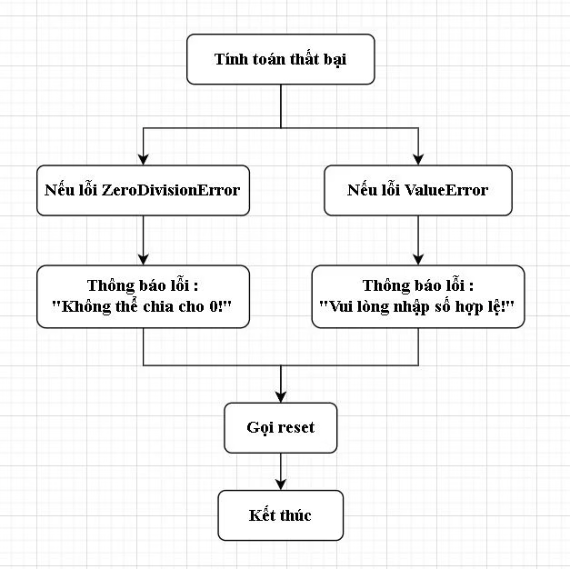 Tính toán thất bại
Nếu lỗi ZeroDivisionError
Nếu lỗi ValueError
Thông báo lỗi :
"Không thể chia cho 0!"
Thông báo lỗi :
"Vui lòng nhập số hợp lệ!"
Gọi reset
Kết thúc